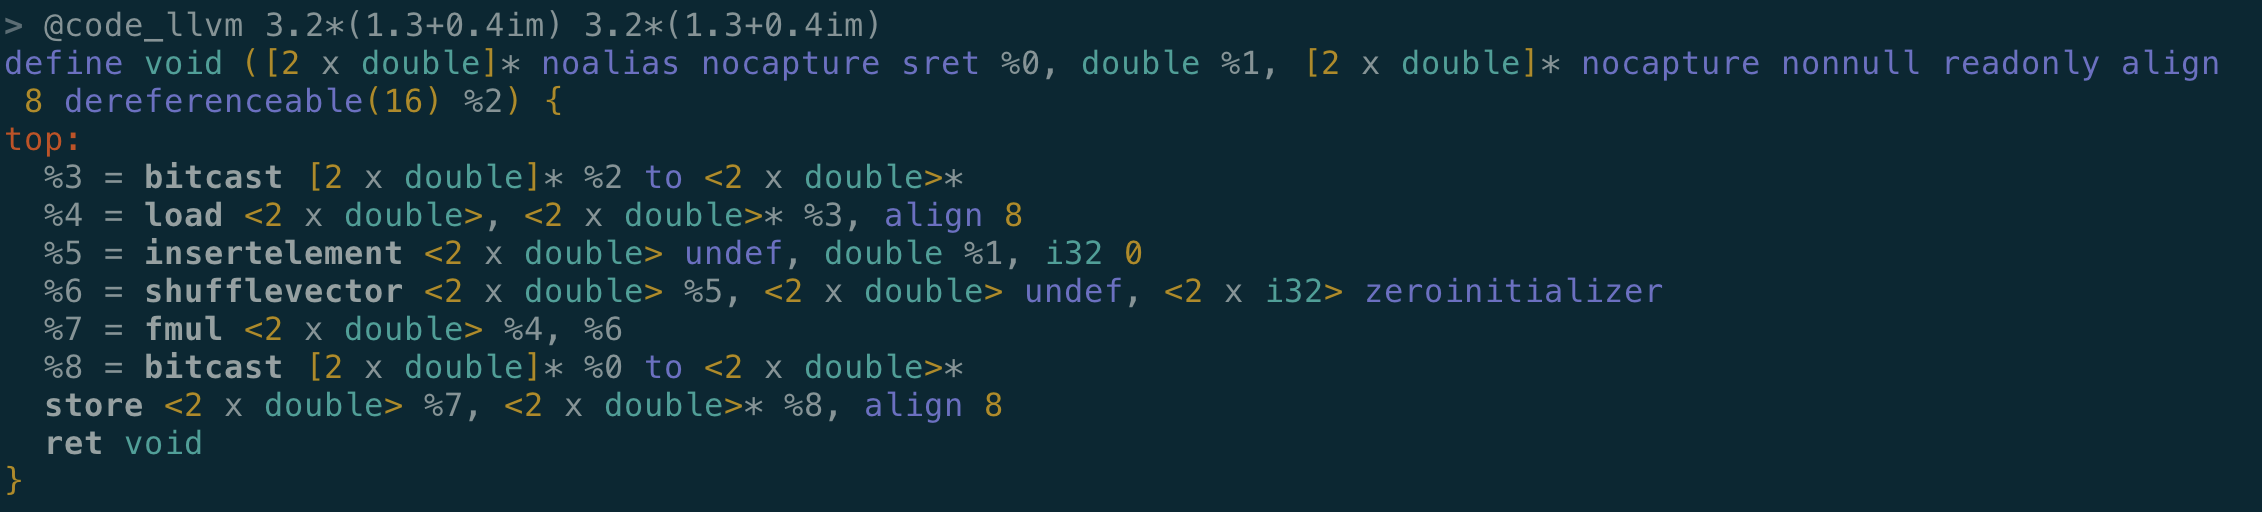 > @code_llvm 3.2*(1.3+0.4im) 3.2*(1.3+0.4im)
define void ([2 x double]* noalias nocapture sret %0, double %1, [2 x double]* nocapture nonnull readonly align
 8 dereferenceable(16) %2) {
top:
  %3 = bitcast [2 x double]* %2 to <2 x double>*
  %4 = load <2 x double>, <2 x double>* %3, align 8
  %5 = insertelement <2 x double> undef, double %1, i32 0
  %6 = shufflevector <2 x double> %5, <2 x double> undef, <2 x i32> zeroinitializer
  %7 = fmul <2 x double> %4, %6
  %8 = bitcast [2 x double]* %0 to <2 x double>*
  store <2 x double> %7, <2 x double>* %8, align 8
  ret void
}